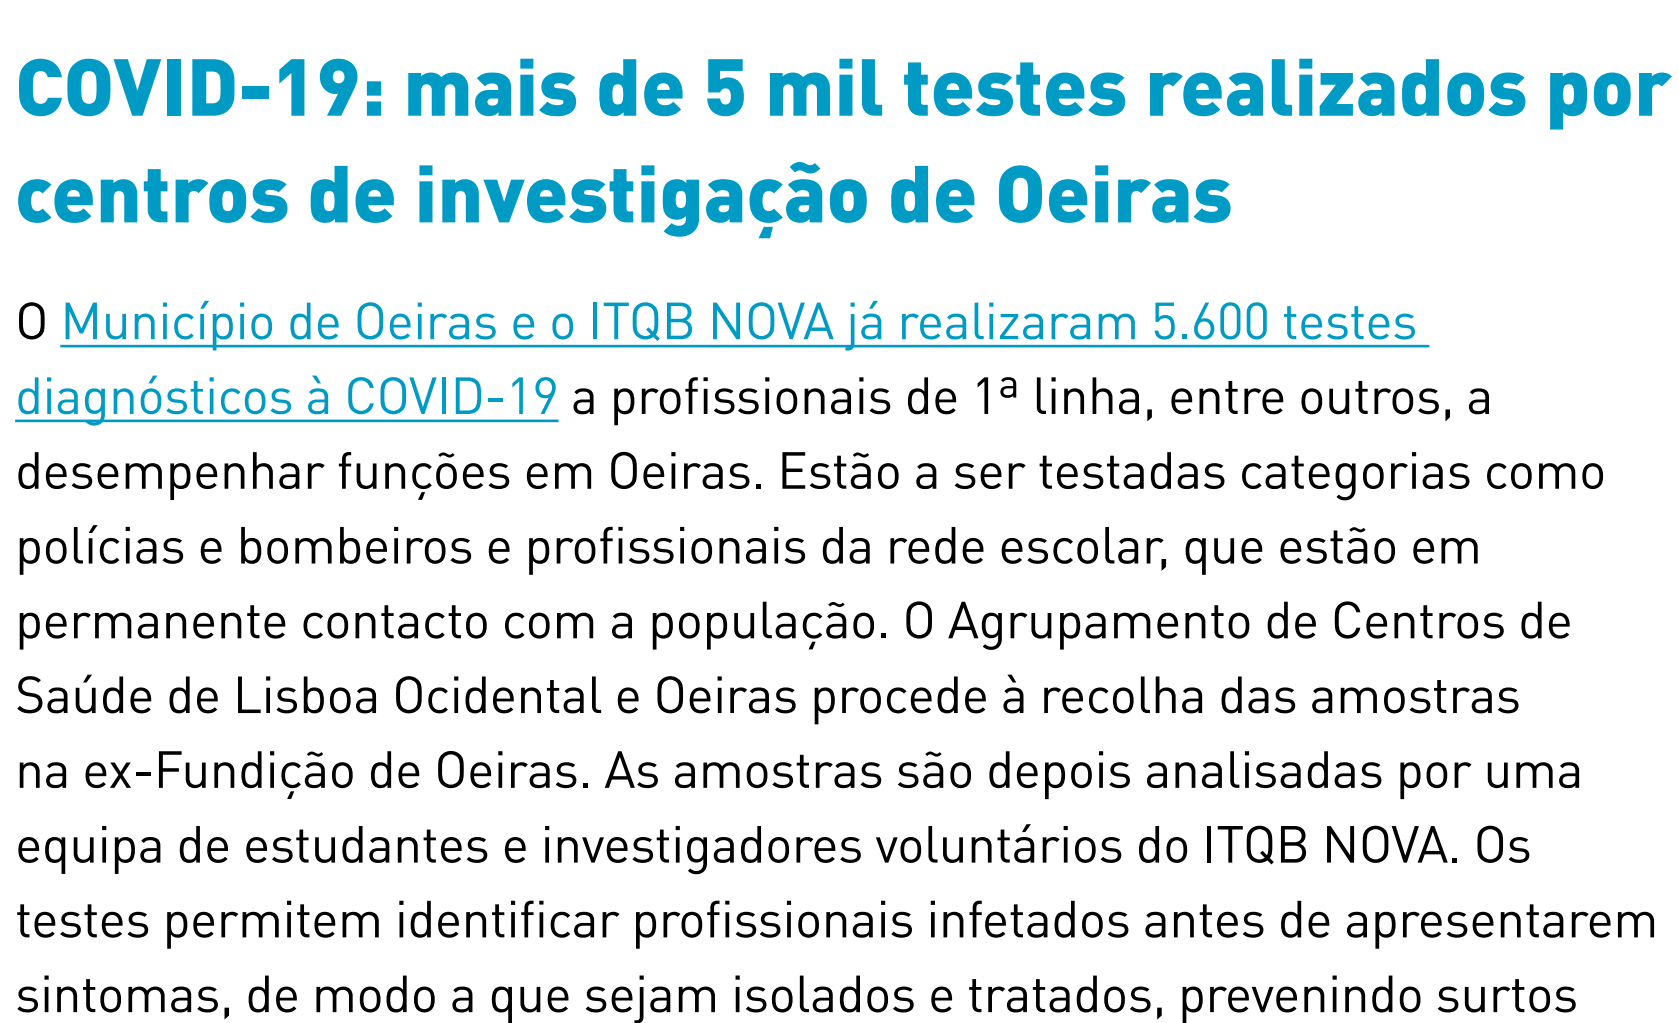 COVID-19: mais de 5 mil testes realizados por
centros de investigação de Oeiras
O Município de Oeiras e o ITQB NOVA já realizaram 5.600 testes
diagnósticos à COVID-19 a profissionais de 1ª linha, entre outros, a
desempenhar funções em Oeiras. Estão a ser testadas categorias como
polícias e bombeiros e profissionais da rede escolar, que estão em
permanente contacto com a população. O Agrupamento de Centros de
Saúde de Lisboa Ocidental e Oeiras procede à recolha das amostras
na ex-Fundição de Oeiras. As amostras são depois analisadas por uma
equipa de estudantes e investigadores voluntários do ITQB NOVA. Os
testes permitem identificar profissionais infetados antes de apresentarem
sintomas, de modo a que sejam isolados e tratados, prevenindo surtos